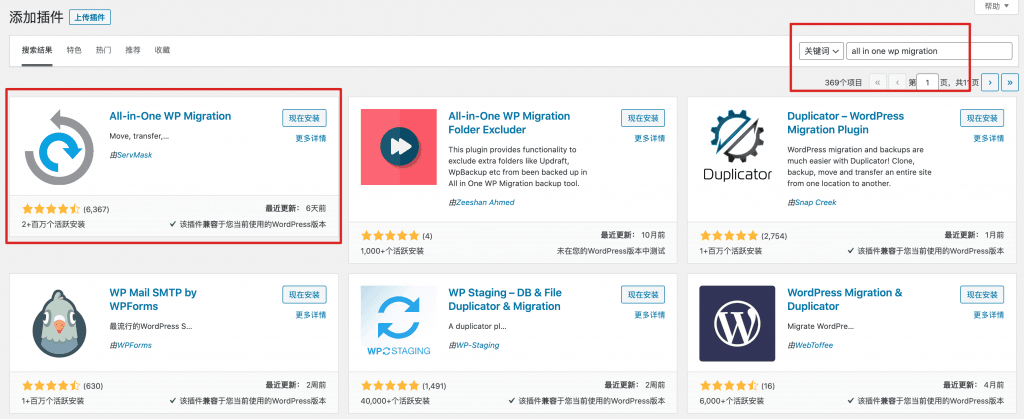 添加插件 上传插件
帮助 ▼
搜索结果 特色 热门 推荐 收藏
关键词 all in one wp migration
369个项目 « ‹ 第 1 页，共11页 › »
All-in-One WP Migration
现在安装
更多详情
Move, transfer,...
由ServMask
(6,367)
最近更新： 6天前
2+百万个活跃安装
该插件兼容于您当前使用的WordPress版本
All-in-One WP Migration
Folder Excluder
现在安装
更多详情
This plugin provides functionality to
exclude extra folders like Updraft,
WpBackup etc from been backed up in
All in One WP Migration backup tool.
由Zeeshan Ahmed
(4)
最近更新： 10月前
1,000+个活跃安装
未在您的WordPress版本中测试
Duplicator
Duplicator – WordPress
Migration Plugin
现在安装
更多详情
WordPress migration and backups are
much easier with Duplicator! Clone,
backup, move and transfer an entire site
from one location to another.
由Snap Creek
(2,754)
最近更新： 1月前
1+百万个活跃安装
该插件兼容于您当前使用的WordPress版本
WP Mail SMTP by
WPForms
现在安装
更多详情
最流行的WordPress S...
由WPForms
(630)
最近更新： 2周前
1+百万个活跃安装
该插件兼容于您当前使用的WordPress版本
WP STAGING
WP Staging – DB & File
Duplicator & Migration
现在安装
更多详情
A duplicator pl...
由WP-Staging
(1,491)
最近更新： 2周前
40,000+个活跃安装
该插件兼容于您当前使用的WordPress版本
WordPress Migration &
Duplicator
现在安装
更多详情
Migrate WordPre...
由WebToffee
(16)
最近更新： 4月前
6,000+个活跃安装
该插件兼容于您当前使用的WordPress版本